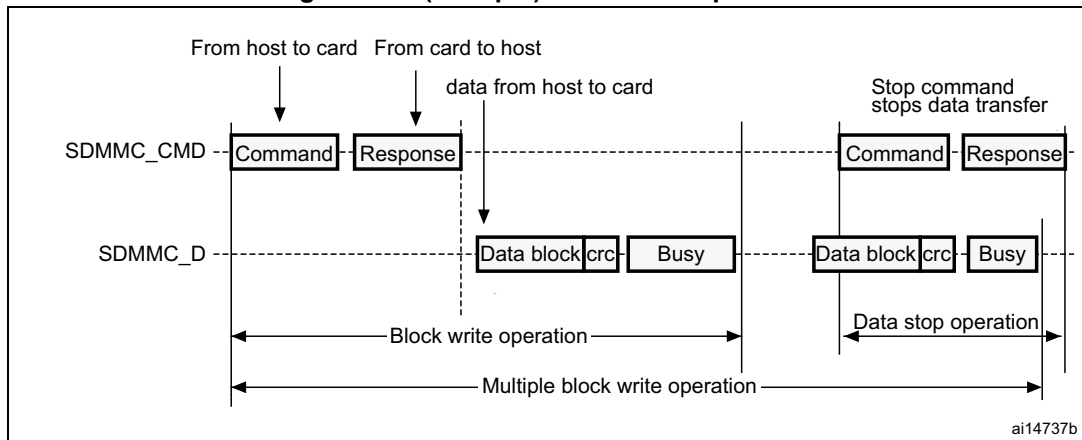 From host to card From card to host
data from host to card
Stop command
stops data transfer
SDMMC_CMD Command Response Command Response
SDMMC_D Data block crc Busy Data block crc Busy
Block write operation Data stop operation
Multiple block write operation
ai14737b